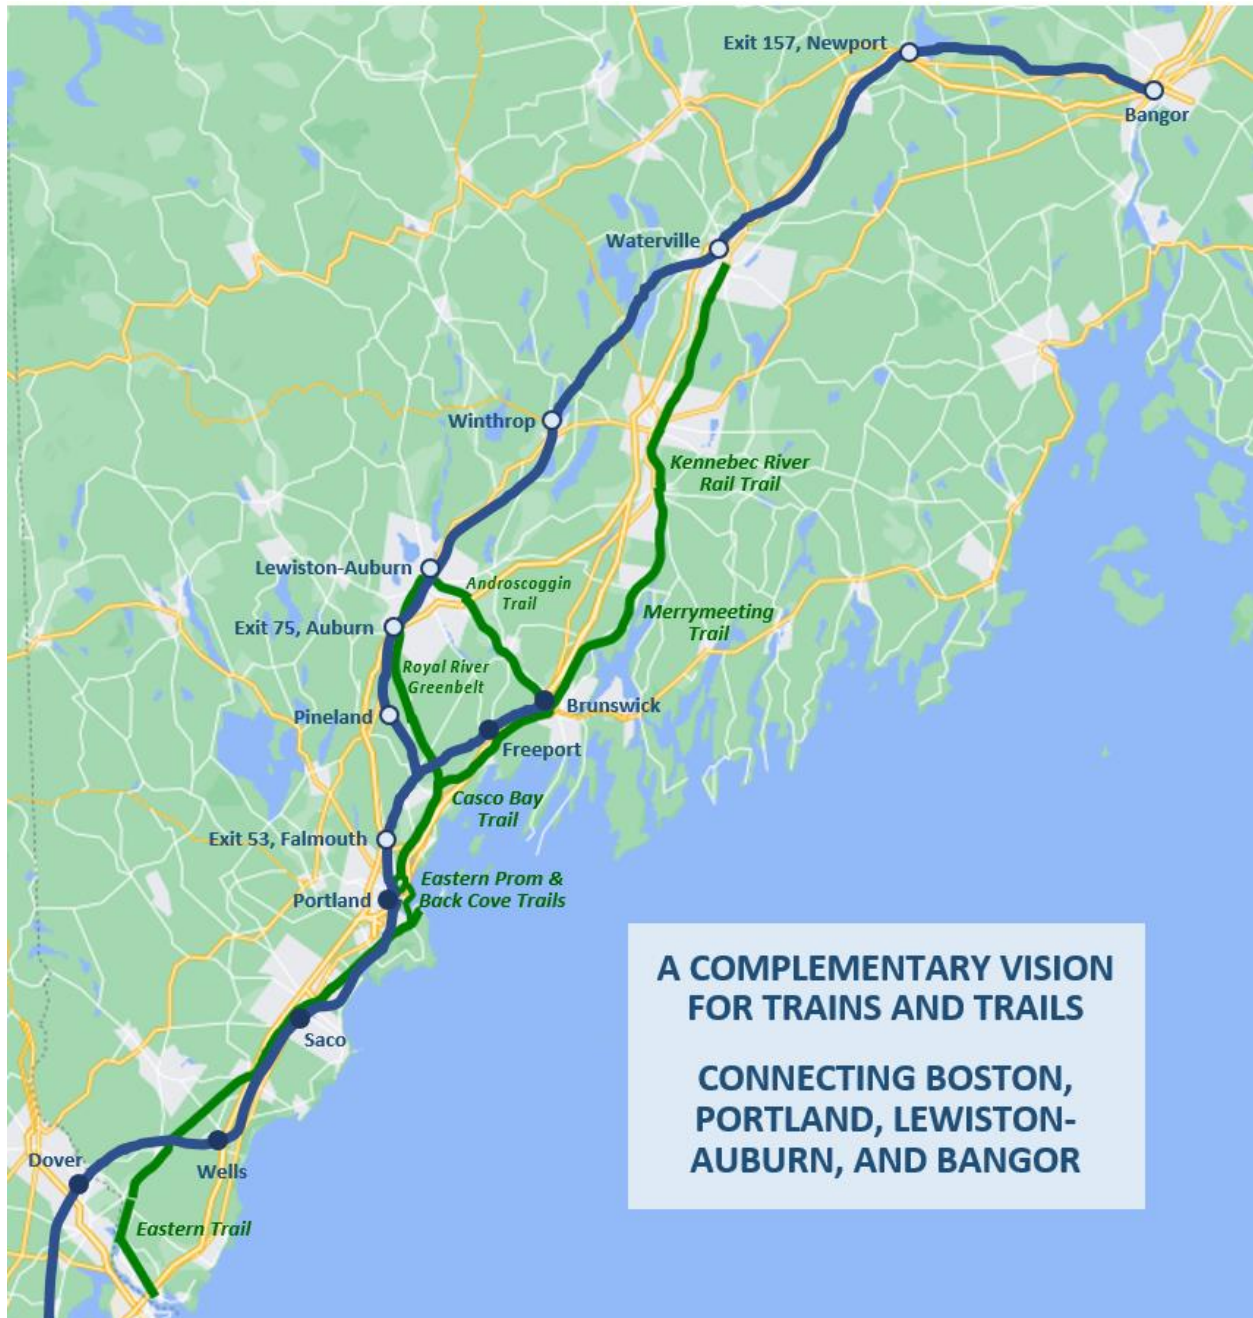 Exit 157, Newport
Bangor
Waterville
Winthrop
Kennebec River
Rail Trail
Lewiston-Auburn
Androscoggin
Trail
Merrymeeting
Trail
Exit 75, Auburn
Royal River
Greenbelt
Brunswick
Pineland
Freeport
Casco Bay
Trail
Exit 53, Falmouth
Eastern Prom &
Back Cove Trails
Portland
A COMPLEMENTARY VISION
FOR TRAINS AND TRAILS
CONNECTING BOSTON,
PORTLAND, LEWISTON-
AUBURN, AND BANGOR
Saco
Dover
Wells
Eastern Trail